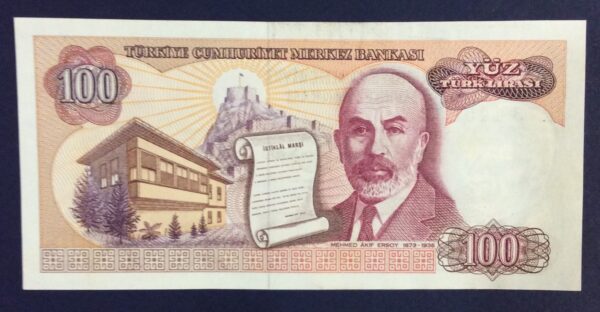 TÜRKİYE CUMHURİYET MERKEZ BANKASI
100
YÜZ
TÜRK LİRASI
İSTİKLÂL MARŞI
MEHMED ÂKİF ERSOY 1873-1936
100